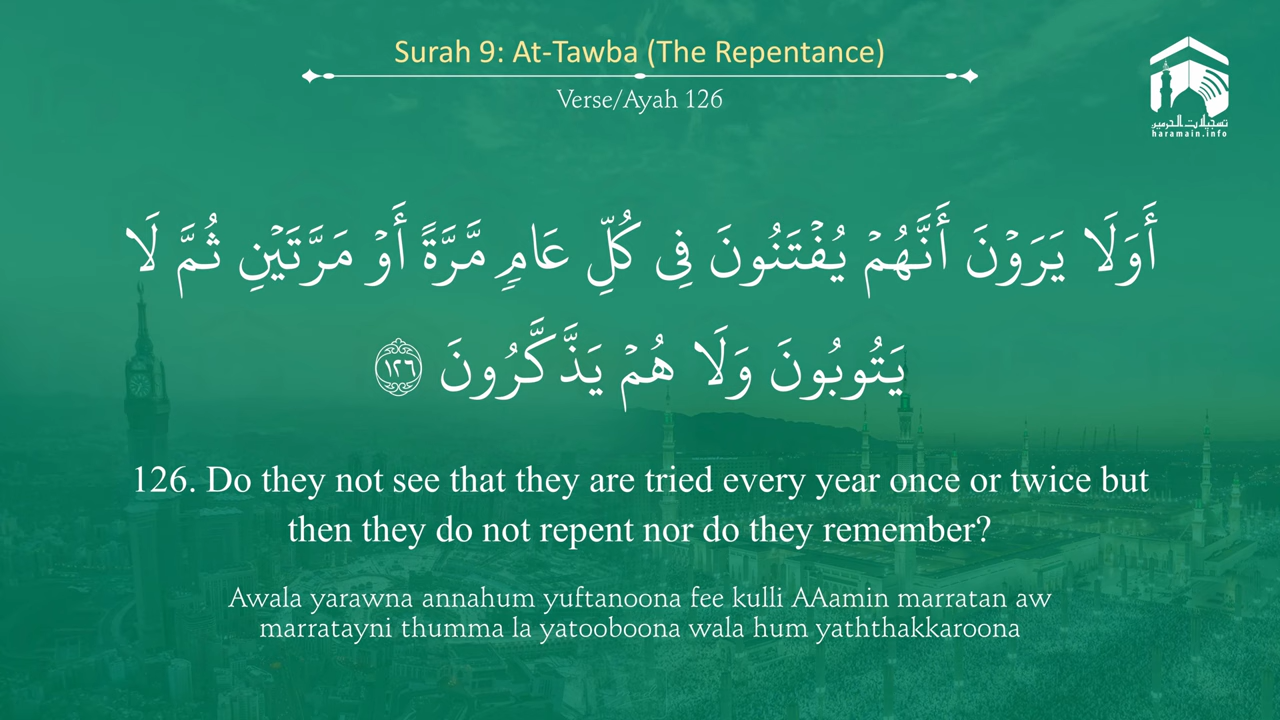 Surah 9: At-Tawba (The Repentance)
Verse/Ayah 126
تسجيلات الحرمين
haramain.info
أَوَلَا يَرَوۡنَ أَنَّهُمۡ يُفۡتَنُونَ فِى كُلِّ عَامٖ مَّرَّةً أَوۡ مَرَّتَيۡنِ ثُمَّ لَا
يَتُوبُونَ وَلَا هُمۡ يَذَّكَّرُونَ ١٢٦
126. Do they not see that they are tried every year once or twice but
then they do not repent nor do they remember?
Awala yarawna annahum yuftanoona fee kulli AAamin marratan aw
marratayni thumma la yatooboona wala hum yaththakkaroona